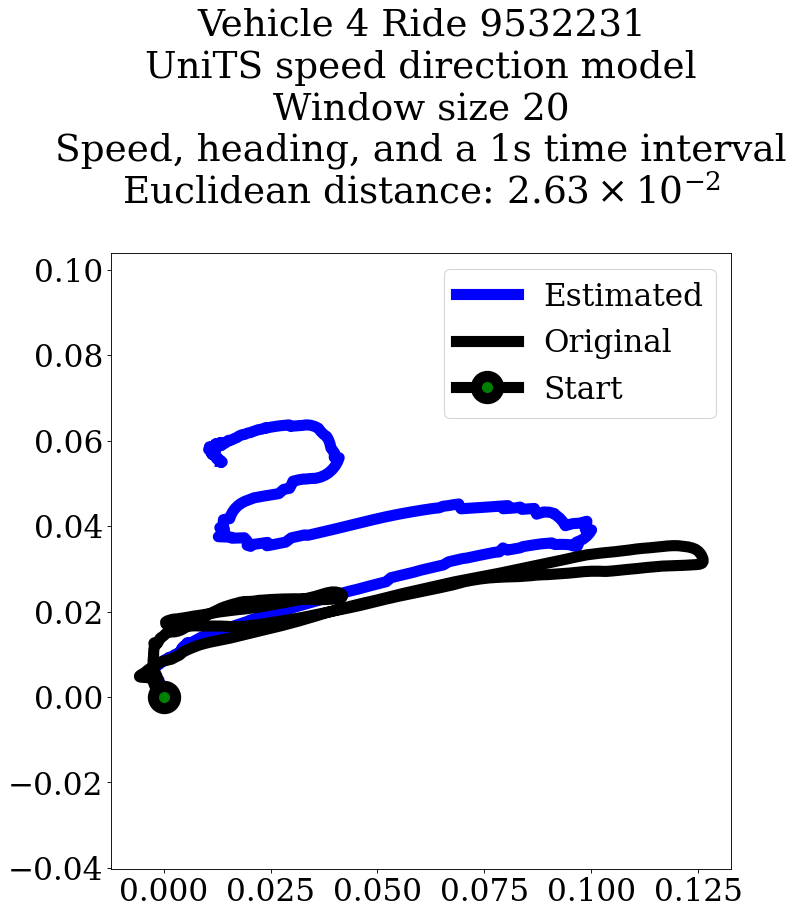 Vehicle 4 Ride 9532231
UniTS speed direction model
Window size 20
Speed, heading, and a 1s time interval
Euclidean distance: 2.63 × 10⁻²
Estimated
Original
Start
0.10
0.08
0.06
0.04
0.02
0.00
−0.02
−0.04
0.000 0.025 0.050 0.075 0.100 0.125